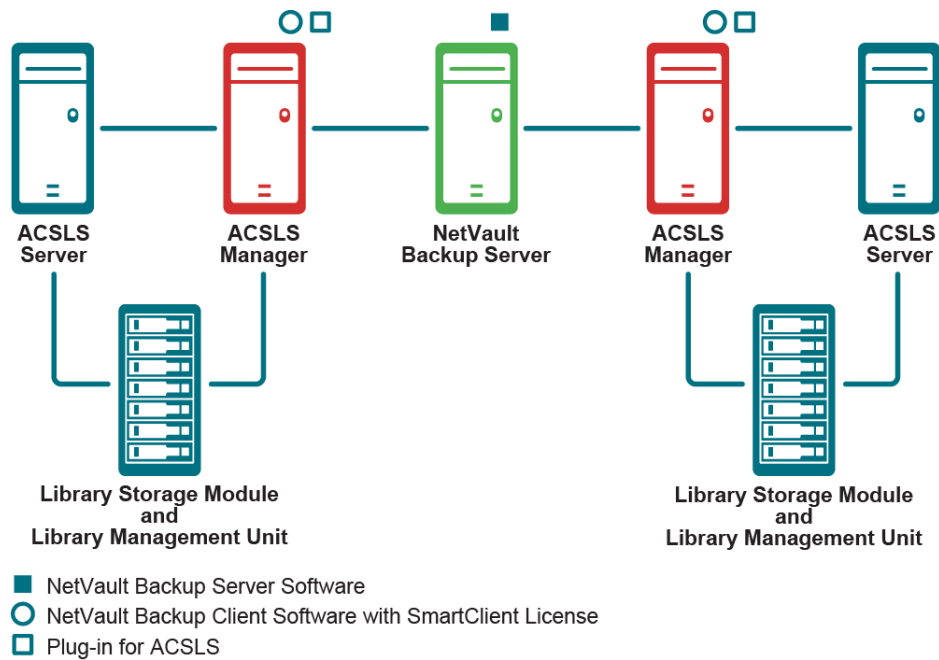 ACSLS
Server
ACSLS
Manager
NetVault
Backup Server
ACSLS
Manager
ACSLS
Server
Library Storage Module
and
Library Management Unit
Library Storage Module
and
Library Management Unit
NetVault Backup Server Software
NetVault Backup Client Software with SmartClient License
Plug-in for ACSLS